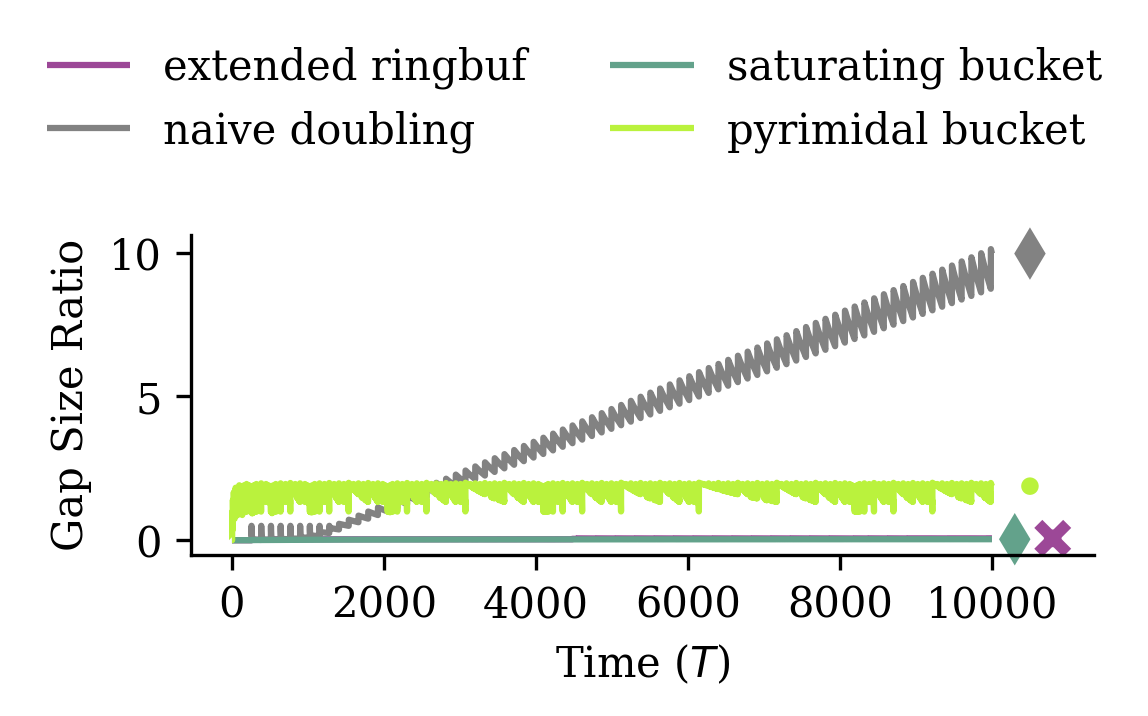 extended ringbuf
naive doubling
saturating bucket
pyrimidal bucket
Gap Size Ratio
10
5
0
0 2000 4000 6000 8000 10000
Time (T)